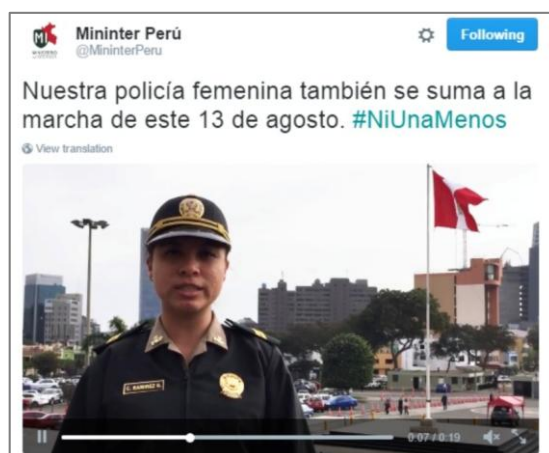 Mininter Perú
@MininterPeru
Following
Nuestra policía femenina también se suma a la
marcha de este 13 de agosto. #NiUnaMenos
View translation
C. RAMIREZ
0:07 / 0:19